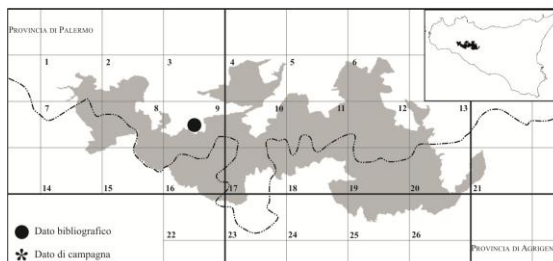 PROVINCIA DI PALERMO
1 2 3 4 5 6
7 8 9 10 11 12 13
14 15 16 17 18 19 20 21
Dato bibliografico
Dato di campagna
22 23 24 25 26
PROVINCIA DI AGRIGEN